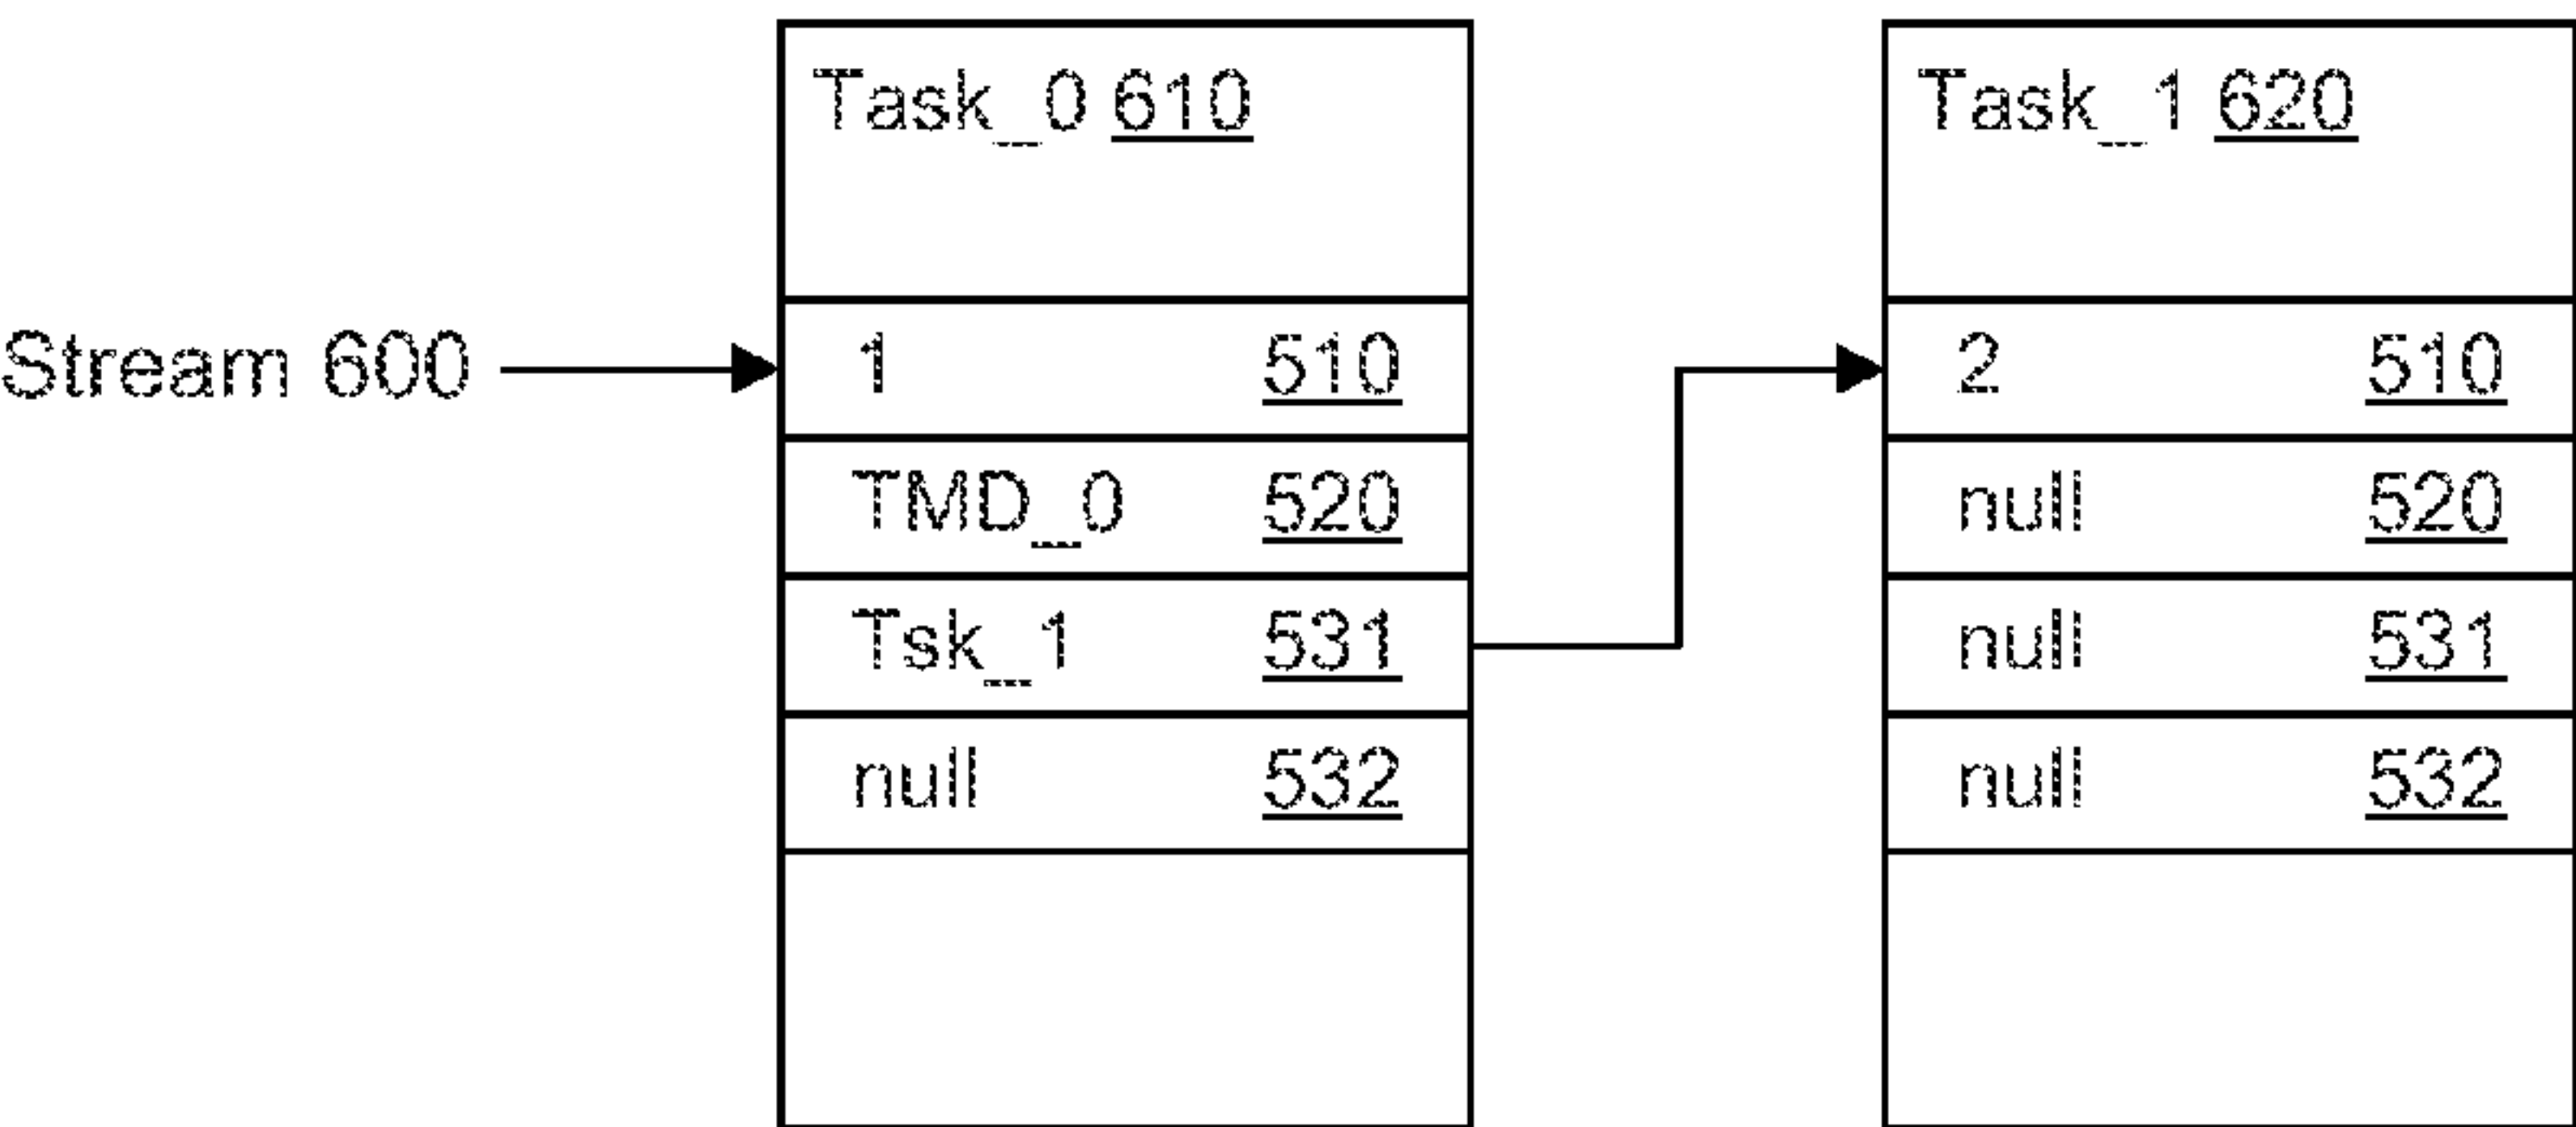 Task_0 610
Task_1 620
Stream 600
1 510
2 510
TMD_0 520
null 520
Tsk_1 531
null 531
null 532
null 532